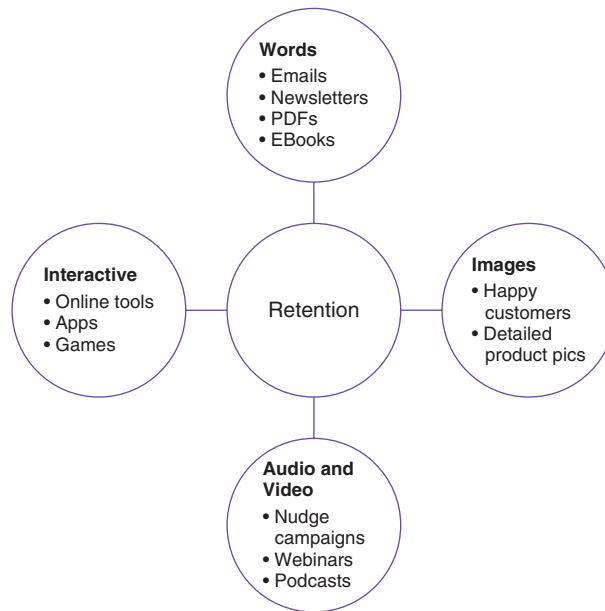 Words
• Emails
• Newsletters
• PDFs
• EBooks
Interactive
• Online tools
• Apps
• Games
Retention
Images
• Happy
customers
• Detailed
product pics
Audio and
Video
• Nudge
campaigns
• Webinars
• Podcasts